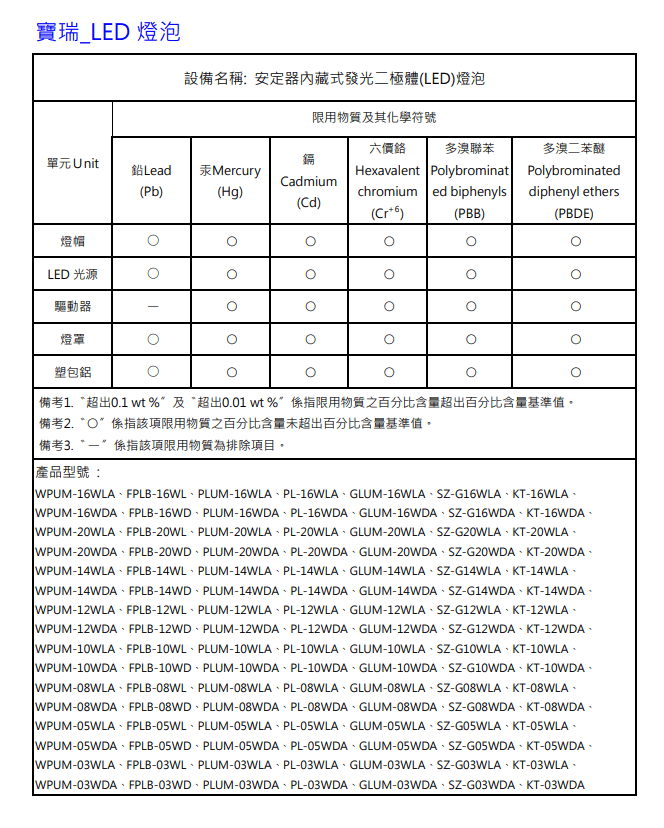 寶瑞_LED 燈泡
設備名稱: 安定器內藏式發光二極體(LED)燈泡
單元Unit
限用物質及其化學符號
鉛Lead
(Pb)
汞Mercury
(Hg)
鎘
Cadmium
(Cd)
六價鉻
Hexavalent
chromium
(Cr⁺⁶)
多溴聯苯
Polybrominat
ed biphenyls
(PBB)
多溴二苯醚
Polybrominated
diphenyl ethers
(PBDE)
燈帽 ○ ○ ○ ○ ○ ○
LED 光源 ○ ○ ○ ○ ○ ○
驅動器 － ○ ○ ○ ○ ○
燈罩 ○ ○ ○ ○ ○ ○
塑包鋁 ○ ○ ○ ○ ○ ○
備考1.〝超出0.1 wt %〞及〝超出0.01 wt %〞係指限用物質之百分比含量超出百分比含量基準值。
備考2.〝○〞係指該項限用物質之百分比含量未超出百分比含量基準值。
備考3.〝－〞係指該項限用物質為排除項目。
產品型號 :
WPUM-16WLA、FPLB-16WL、PLUM-16WLA、PL-16WLA、GLUM-16WLA、SZ-G16WLA、KT-16WLA、
WPUM-16WDA、FPLB-16WD、PLUM-16WDA、PL-16WDA、GLUM-16WDA、SZ-G16WDA、KT-16WDA、
WPUM-20WLA、FPLB-20WL、PLUM-20WLA、PL-20WLA、GLUM-20WLA、SZ-G20WLA、KT-20WLA、
WPUM-20WDA、FPLB-20WD、PLUM-20WDA、PL-20WDA、GLUM-20WDA、SZ-G20WDA、KT-20WDA、
WPUM-14WLA、FPLB-14WL、PLUM-14WLA、PL-14WLA、GLUM-14WLA、SZ-G14WLA、KT-14WLA、
WPUM-14WDA、FPLB-14WD、PLUM-14WDA、PL-14WDA、GLUM-14WDA、SZ-G14WDA、KT-14WDA、
WPUM-12WLA、FPLB-12WL、PLUM-12WLA、PL-12WLA、GLUM-12WLA、SZ-G12WLA、KT-12WLA、
WPUM-12WDA、FPLB-12WD、PLUM-12WDA、PL-12WDA、GLUM-12WDA、SZ-G12WDA、KT-12WDA、
WPUM-10WLA、FPLB-10WL、PLUM-10WLA、PL-10WLA、GLUM-10WLA、SZ-G10WLA、KT-10WLA、
WPUM-10WDA、FPLB-10WD、PLUM-10WDA、PL-10WDA、GLUM-10WDA、SZ-G10WDA、KT-10WDA、
WPUM-08WLA、FPLB-08WL、PLUM-08WLA、PL-08WLA、GLUM-08WLA、SZ-G08WLA、KT-08WLA、
WPUM-08WDA、FPLB-08WD、PLUM-08WDA、PL-08WDA、GLUM-08WDA、SZ-G08WDA、KT-08WDA、
WPUM-05WLA、FPLB-05WL、PLUM-05WLA、PL-05WLA、GLUM-05WLA、SZ-G05WLA、KT-05WLA、
WPUM-05WDA、FPLB-05WD、PLUM-05WDA、PL-05WDA、GLUM-05WDA、SZ-G05WDA、KT-05WDA、
WPUM-03WLA、FPLB-03WL、PLUM-03WLA、PL-03WLA、GLUM-03WLA、SZ-G03WLA、KT-03WLA、
WPUM-03WDA、FPLB-03WD、PLUM-03WDA、PL-03WDA、GLUM-03WDA、SZ-G03WDA、KT-03WDA